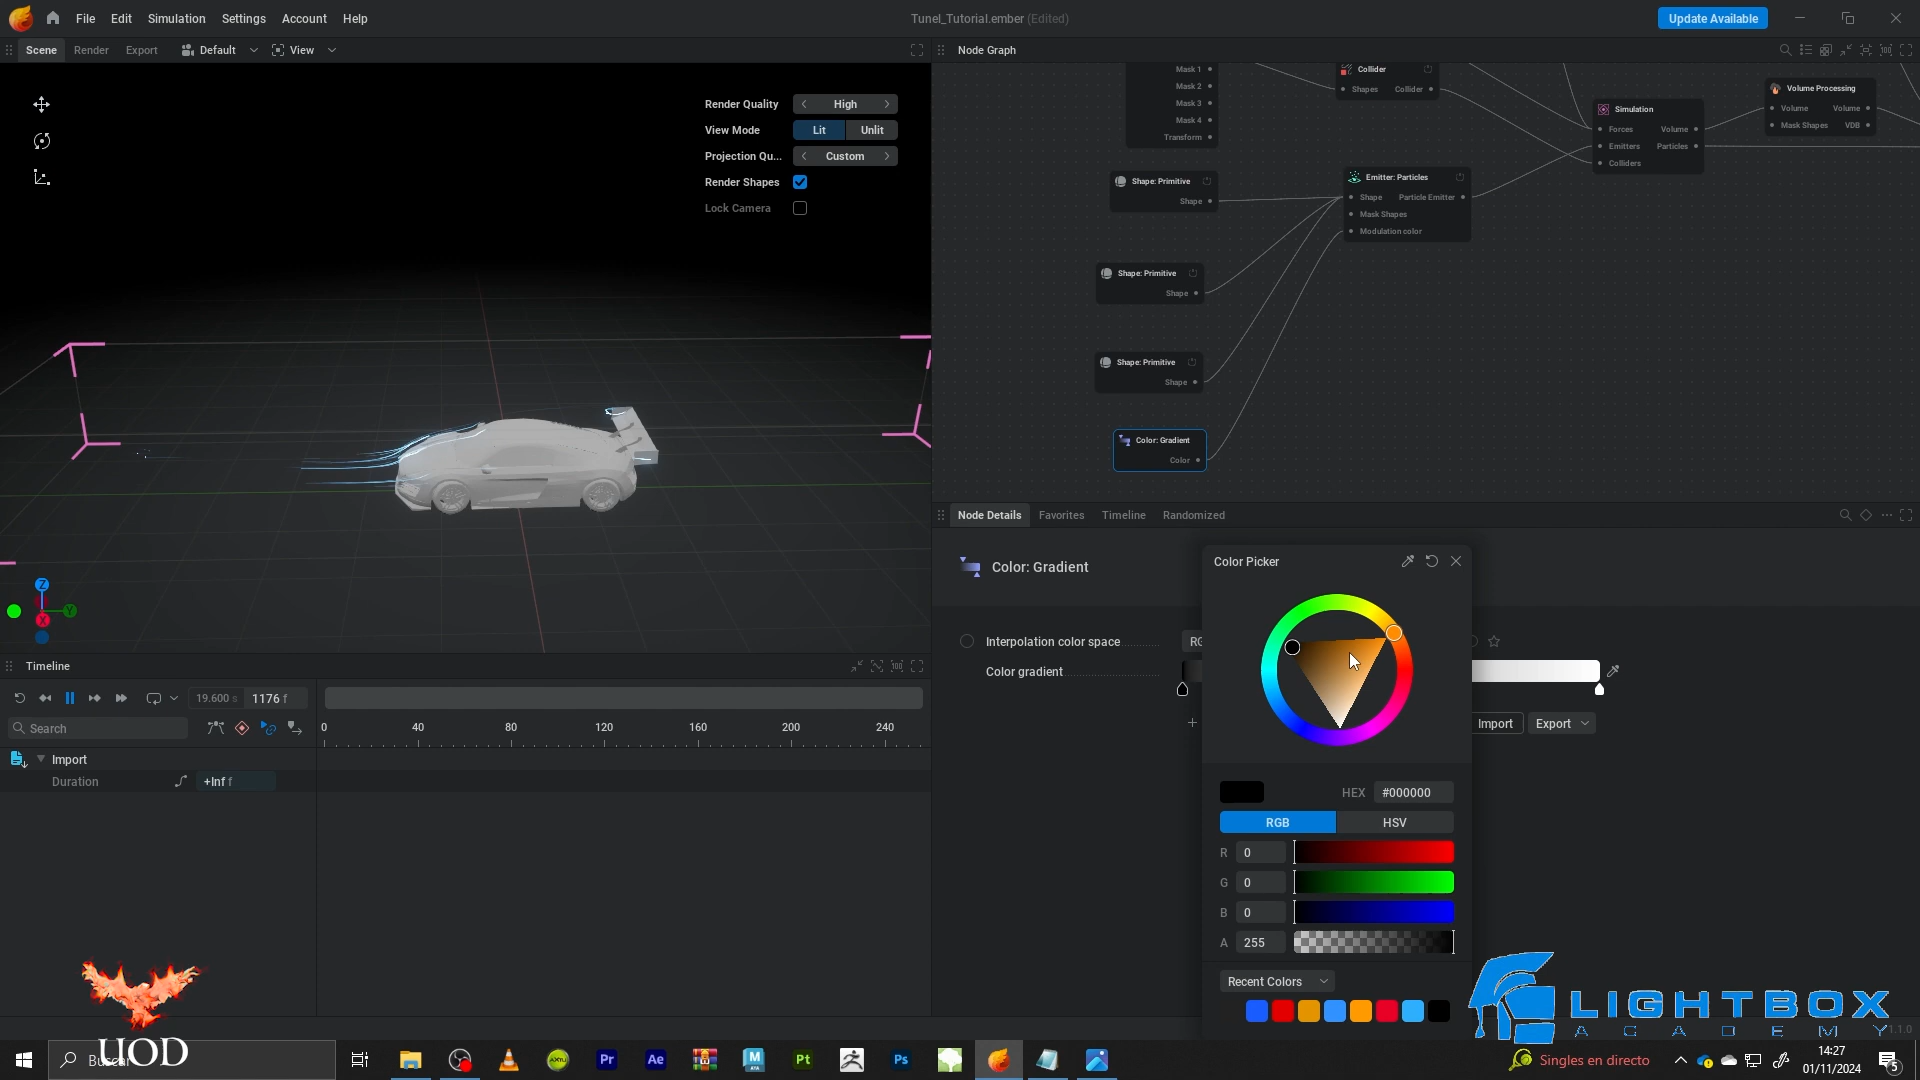 File Edit Simulation Settings Account Help
Tunel_Tutorial.ember (Edited)
Update Available
Scene Render Export Default View
Node Graph
Render Quality High
View Mode Lit Unlit
Projection Qu... Custom
Render Shapes
Lock Camera
Mask 1
Mask 2
Mask 3
Mask 4
Transform
Collider
Shapes Collider
Simulation
Forces Volume
Emitters Particles
Colliders
Volume Processing
Volume Volume
Mask Shapes VDB
Shape: Primitive
Shape
Emitter: Particles
Shape Particle Emitter
Mask Shapes
Modulation color
Shape: Primitive
Shape
Shape: Primitive
Shape
Color: Gradient
Color
Z
Y
X
Node Details Favorites Timeline Randomized
Color: Gradient
Interpolation color space
Color gradient
Import Export
Color Picker
HEX #000000
RGB HSV
R 0
G 0
B 0
A 255
Recent Colors
Timeline
19.600 s 1176 f
Search
0 40 80 120 160 200 240
Import
Duration +Inf f
UOD
LIGHTBOX
ACADEMY
1.1.0
Singles en directo
14:27
01/11/2024
5